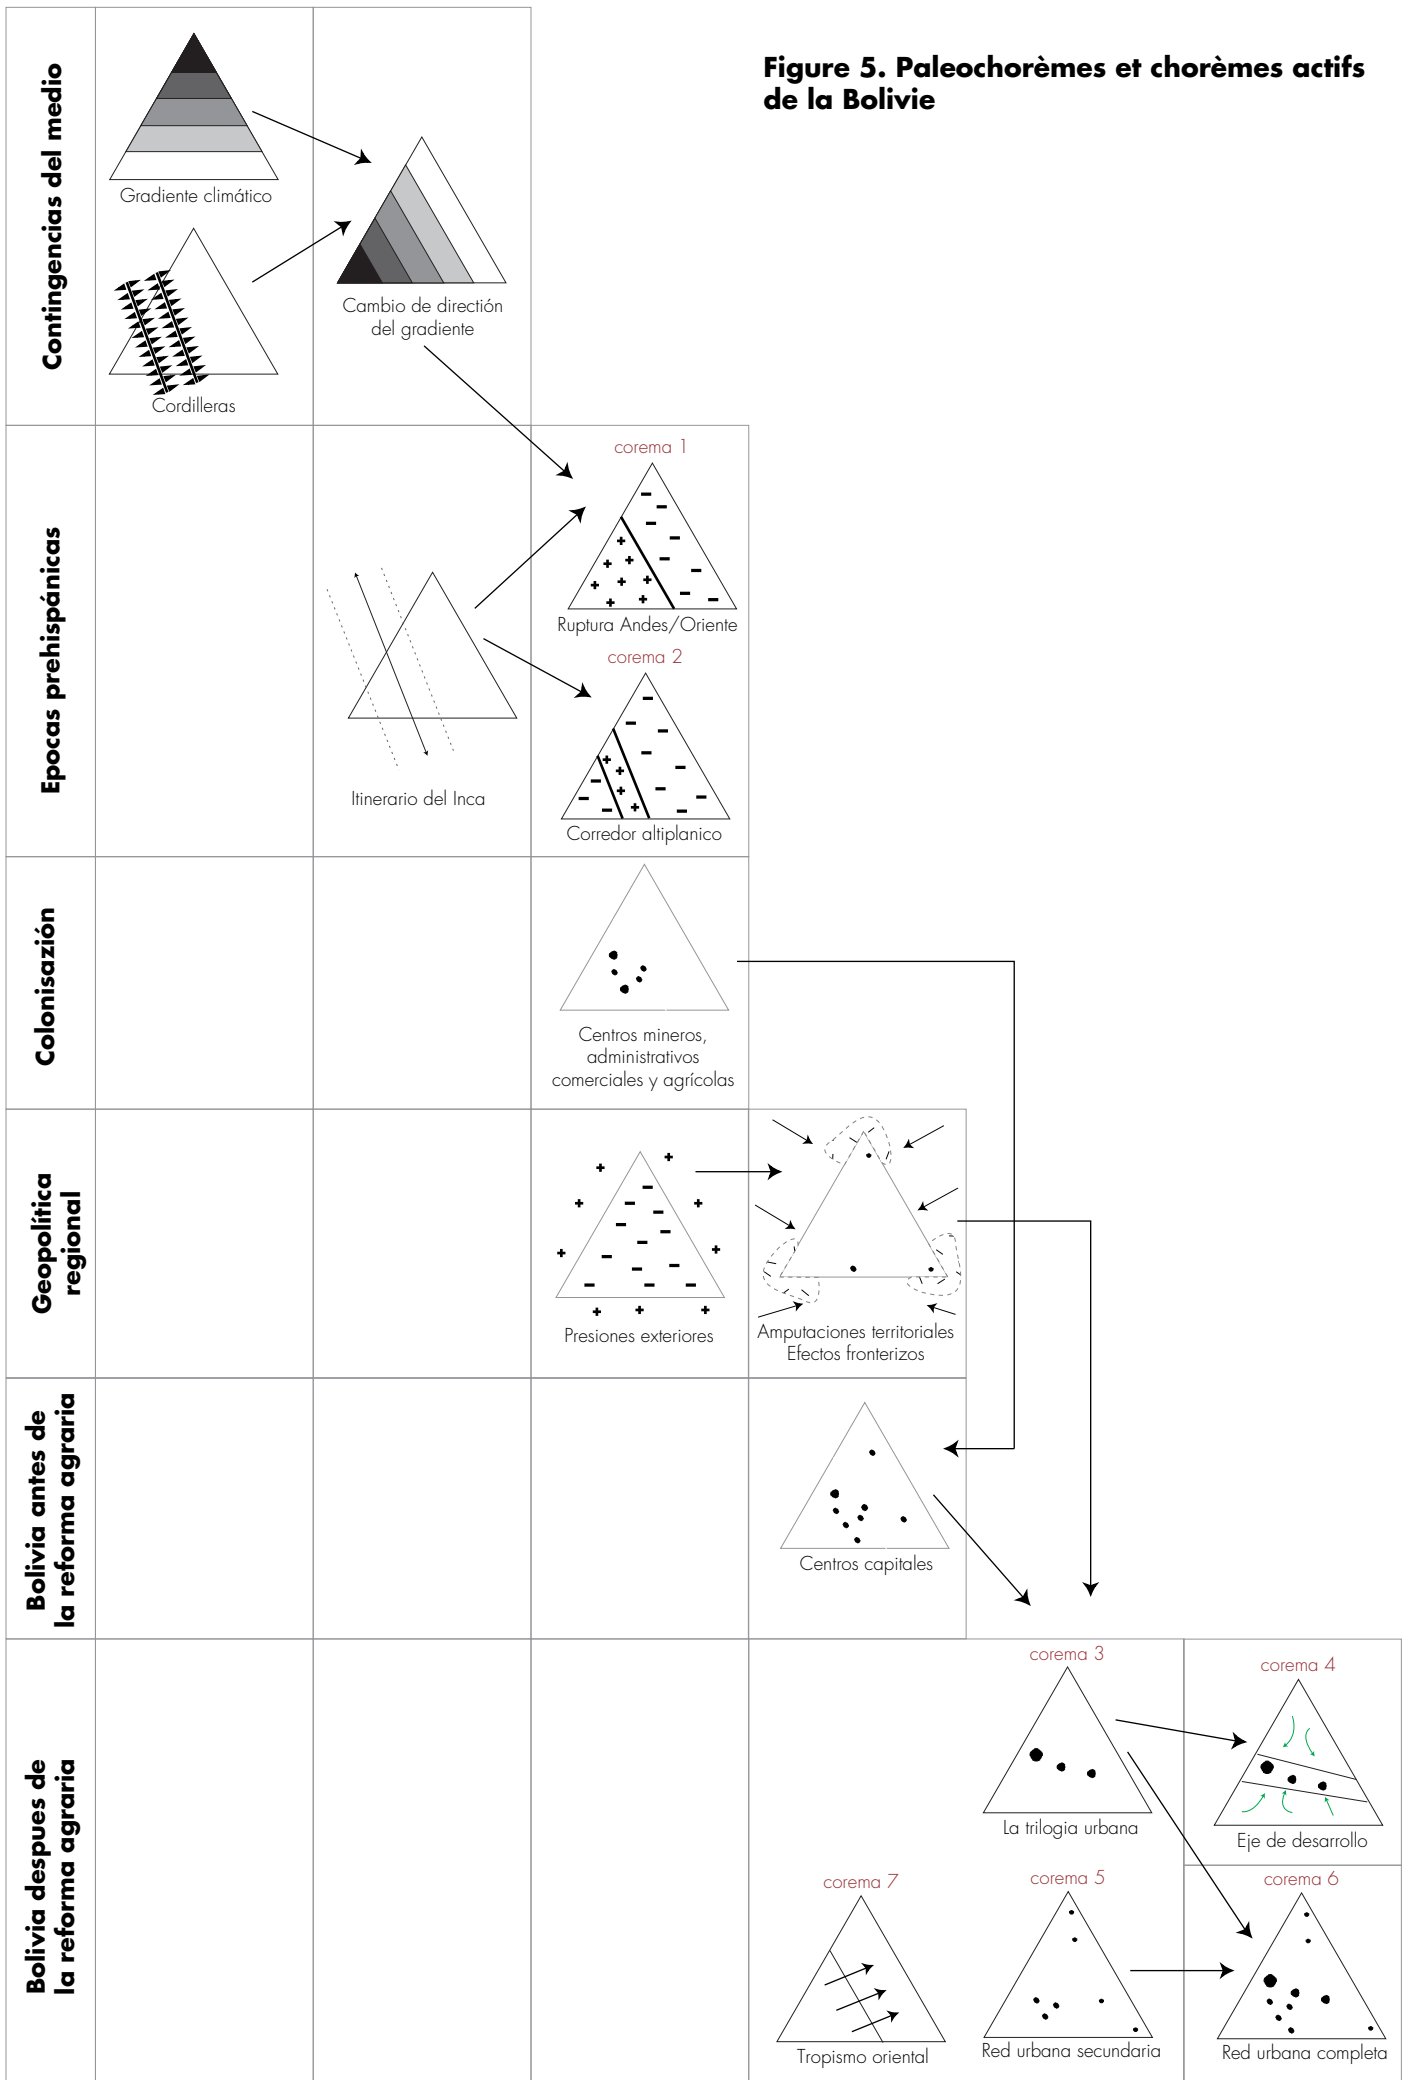 Figure 5. Paleochorèmes et chorèmes actifs
de la Bolivie
Contingencias del medio
Gradiente climático
Cordilleras
Cambio de directión
del gradiente
Epocas prehispánicas
Itinerario del Inca
corema 1
Ruptura Andes/Oriente
corema 2
Corredor altiplanico
Colonisazión
Centros mineros,
administrativos
comerciales y agrícolas
Geopolítica
regional
Presiones exteriores
Amputaciones territoriales
Efectos fronterizos
Bolivia antes de
la reforma agraria
Centros capitales
Bolivia despues de
la reforma agraria
corema 3
La trilogia urbana
corema 4
Eje de desarrollo
corema 7
Tropismo oriental
corema 5
Red urbana secundaria
corema 6
Red urbana completa